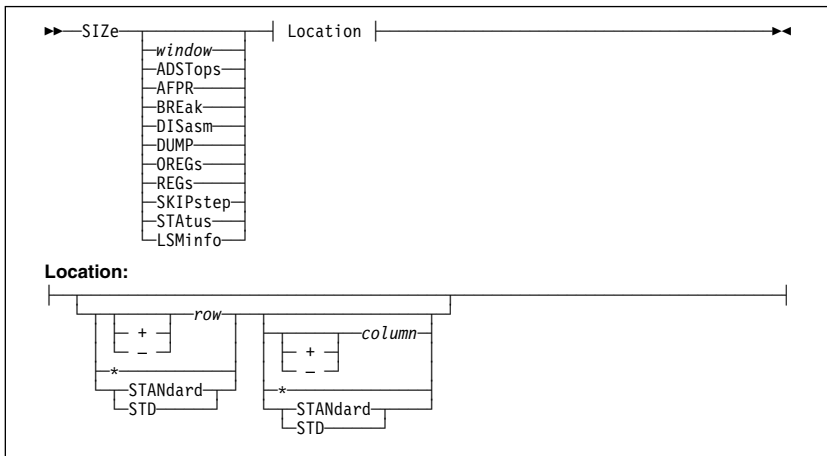 SIZe Location
window
ADSTops
AFPR
BREak
DISasm
DUMP
OREGs
REGs
SKIPstep
STAtus
LSMinfo
Location:
row
+ column
– +
* –
STANdard *
STD STANdard
STD